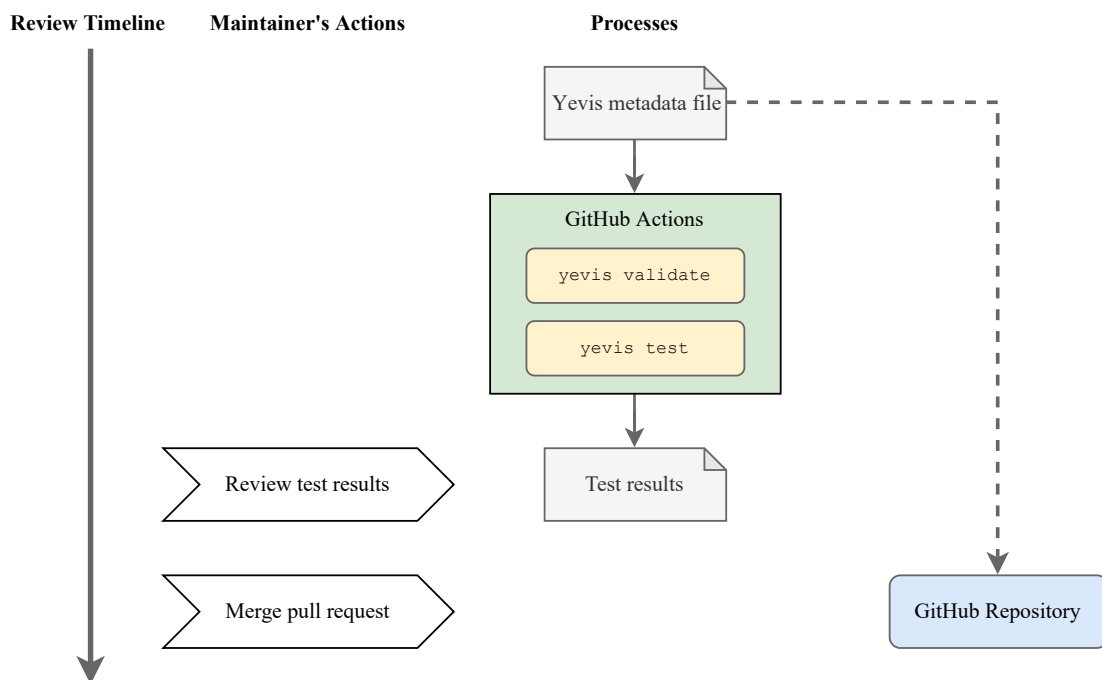 Review Timeline
Maintainer's Actions
Processes
Yevis metadata file
GitHub Actions
yevis validate
yevis test
Review test results
Test results
Merge pull request
GitHub Repository